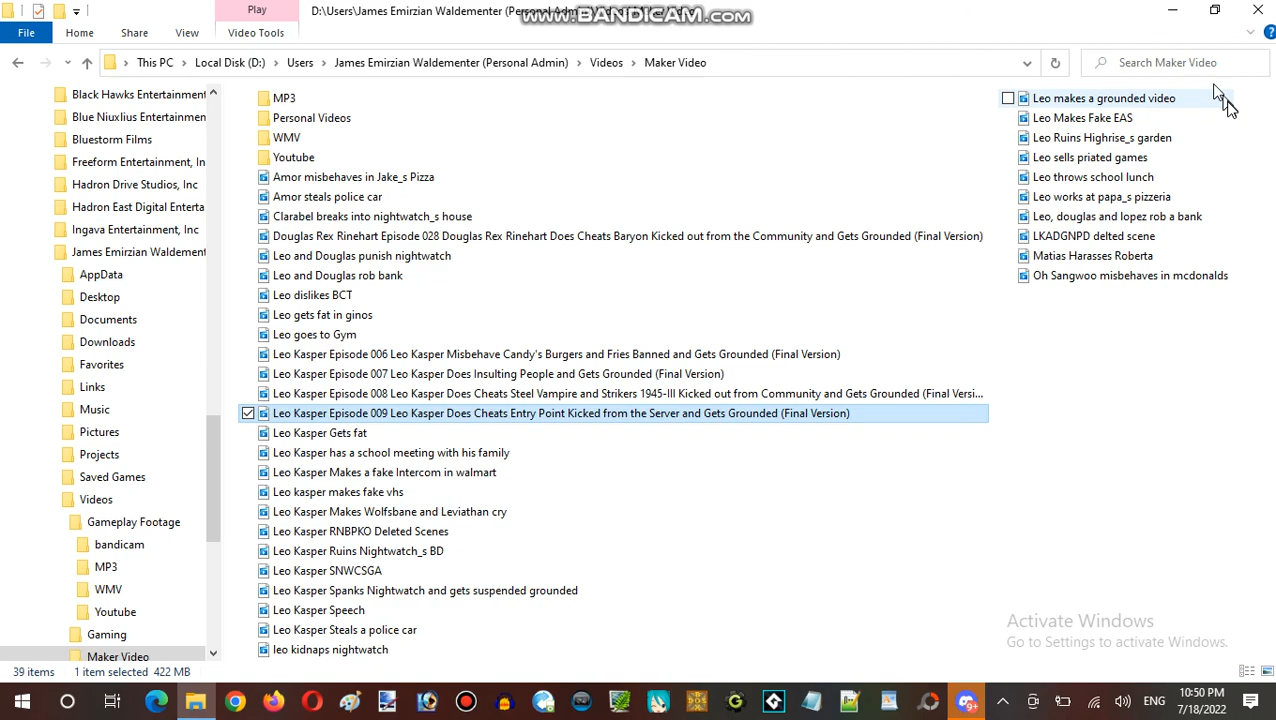 Play
D:\Users\James Emirzian Waldementer (Personal Admin)
www.BANDICAM.com
File
Home
Share
View
Video Tools
This PC
Local Disk (D:)
Users
James Emirzian Waldementer (Personal Admin)
Videos
Maker Video
Search Maker Video
Black Hawks Entertainment
Blue Niuxlius Entertainmen
Bluestorm Films
Freeform Entertainment, In
Hadron Drive Studios, Inc
Hadron East Digital Enterta
Ingava Entertainment, Inc
James Emirzian Waldement
AppData
Desktop
Documents
Downloads
Favorites
Links
Music
Pictures
Projects
Saved Games
Videos
Gameplay Footage
bandicam
MP3
WMV
Youtube
Gaming
Maker Video
MP3
Personal Videos
WMV
Youtube
Amor misbehaves in Jake_s Pizza
Amor steals police car
Clarabel breaks into nightwatch_s house
Douglas Rex Rinehart Episode 028 Douglas Rex Rinehart Does Cheats Baryon Kicked out from the Community and Gets Grounded (Final Version)
Leo and Douglas punish nightwatch
Leo and Douglas rob bank
Leo dislikes BCT
Leo gets fat in ginos
Leo goes to Gym
Leo Kasper Episode 006 Leo Kasper Misbehave Candy's Burgers and Fries Banned and Gets Grounded (Final Version)
Leo Kasper Episode 007 Leo Kasper Does Insulting People and Gets Grounded (Final Version)
Leo Kasper Episode 008 Leo Kasper Does Cheats Steel Vampire and Strikers 1945-III Kicked out from Community and Gets Grounded (Final Versi...
Leo Kasper Episode 009 Leo Kasper Does Cheats Entry Point Kicked from the Server and Gets Grounded (Final Version)
Leo Kasper Gets fat
Leo Kasper has a school meeting with his family
Leo Kasper Makes a fake Intercom in walmart
Leo kasper makes fake vhs
Leo Kasper Makes Wolfsbane and Leviathan cry
Leo Kasper RNBPKO Deleted Scenes
Leo Kasper Ruins Nightwatch_s BD
Leo Kasper SNWCSGA
Leo Kasper Spanks Nightwatch and gets suspended grounded
Leo Kasper Speech
Leo Kasper Steals a police car
leo kidnaps nightwatch
Leo makes a grounded video
Leo Makes Fake EAS
Leo Ruins Highrise_s garden
Leo sells priated games
Leo throws school lunch
Leo works at papa_s pizzeria
Leo, douglas and lopez rob a bank
LKADGNPD delted scene
Matias Harasses Roberta
Oh Sangwoo misbehaves in mcdonalds
Activate Windows
Go to Settings to activate Windows.
39 items
1 item selected 422 MB
ENG
10:50 PM
7/18/2022